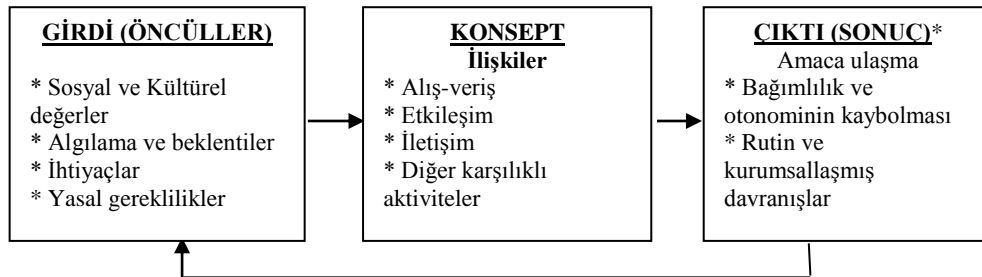 GİRDİ (ÖNCÜLLER)
* Sosyal ve Kültürel
değerler
* Algılama ve beklentiler
* İhtiyaçlar
* Yasal gereklilikler
KONSEPT
İlişkiler
* Alış-veriş
* Etkileşim
* İletişim
* Diğer karşılıklı
aktiviteler
ÇIKTI (SONUÇ)*
Amaca ulaşma
* Bağımlılık ve
otonominin kaybolması
* Rutin ve
kurumsallaşmış
davranışlar